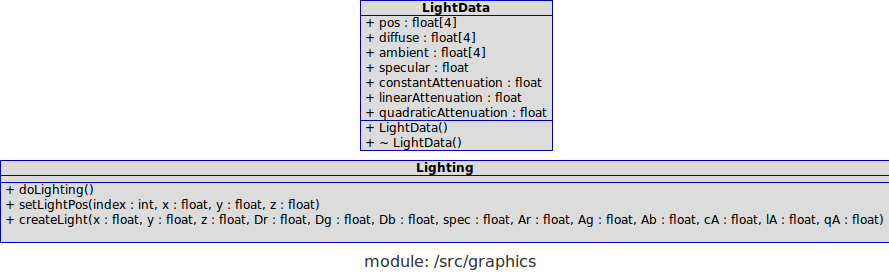 LightData
+ pos : float[4]
+ diffuse : float[4]
+ ambient : float[4]
+ specular : float
+ constantAttenuation : float
+ linearAttenuation : float
+ quadraticAttenuation : float
+ LightData()
+ ~ LightData()
Lighting
+ doLighting()
+ setLightPos(index : int, x : float, y : float, z : float)
+ createLight(x : float, y : float, z : float, Dr : float, Dg : float, Db : float, spec : float, Ar : float, Ag : float, Ab : float, cA : float, lA : float, qA : float)
module: /src/graphics